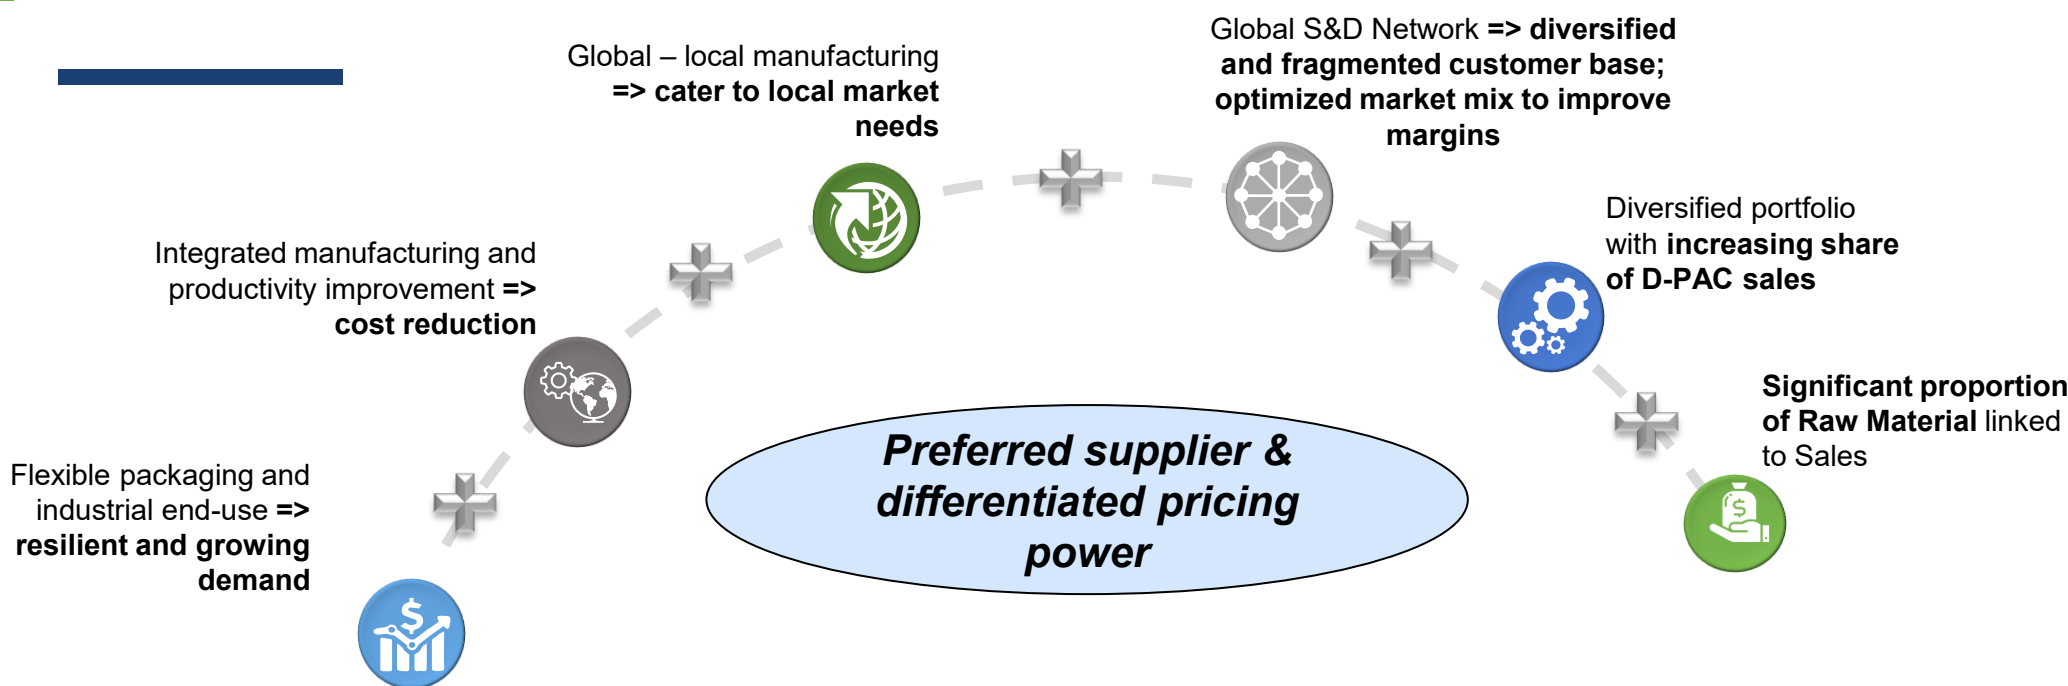 Flexible packaging and
industrial end-use =>
resilient and growing
demand
Integrated manufacturing and
productivity improvement =>
cost reduction
Global – local manufacturing
=> cater to local market
needs
Global S&D Network => diversified
and fragmented customer base;
optimized market mix to improve
margins
Diversified portfolio
with increasing share
of D-PAC sales
Significant proportion
of Raw Material linked
to Sales
Preferred supplier &
differentiated pricing
power